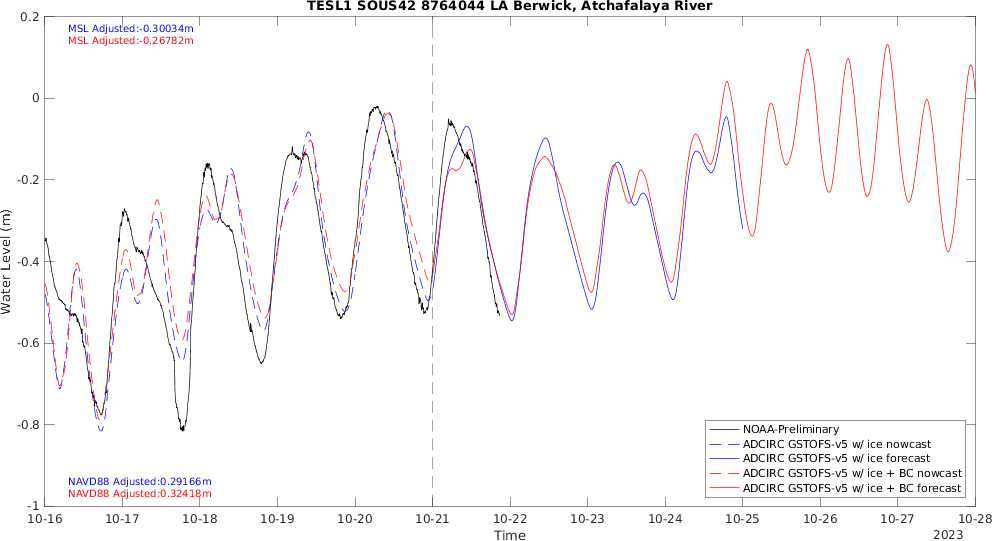 TESL1 SOUS42 8764044 LA Berwick, Atchafalaya River
MSL Adjusted:-0.30034m
MSL Adjusted:-0.26782m
0.2
0
-0.2
-0.4
-0.6
-0.8
-1
Water Level (m)
NAVD88 Adjusted:0.29166m
NAVD88 Adjusted:0.32418m
NOAA-Preliminary
ADCIRC GSTOFS-v5 w/ ice nowcast
ADCIRC GSTOFS-v5 w/ ice forecast
ADCIRC GSTOFS-v5 w/ ice + BC nowcast
ADCIRC GSTOFS-v5 w/ ice + BC forecast
10-16 10-17 10-18 10-19 10-20 10-21 10-22 10-23 10-24 10-25 10-26 10-27 10-28
Time
2023